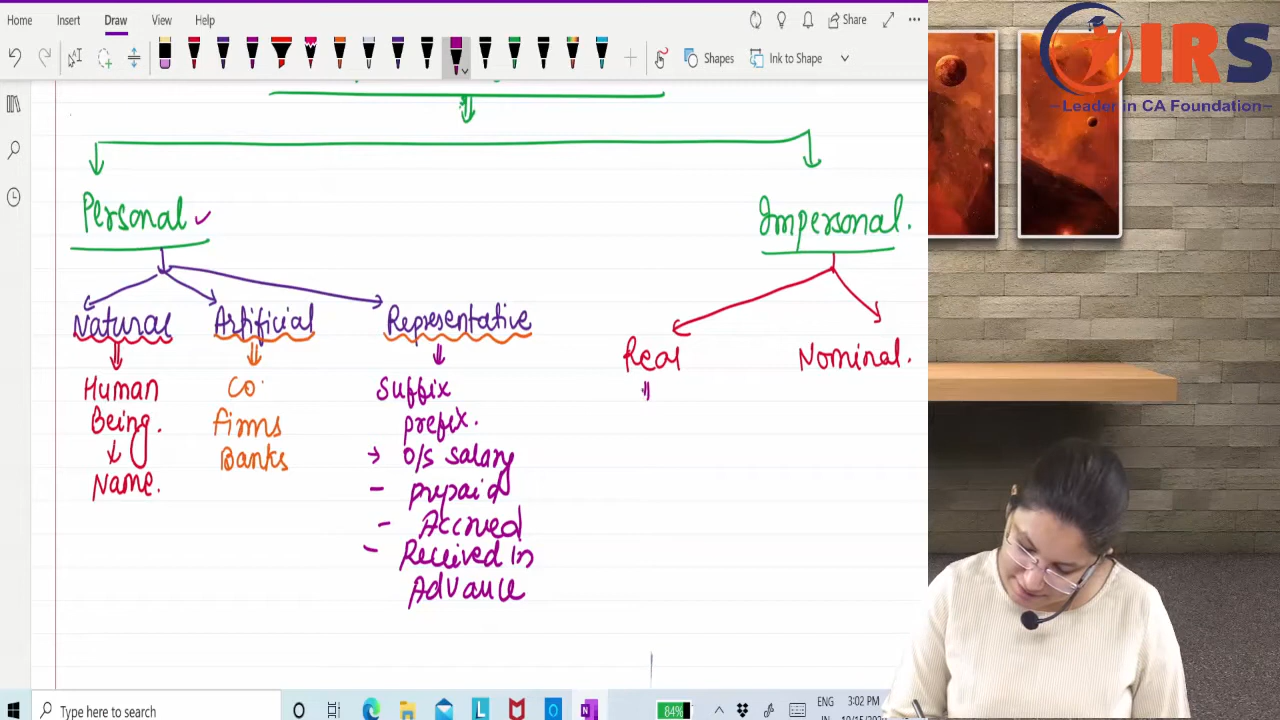 Home Insert Draw View Help Share
Shapes Ink to Shape
IRS
Leader in CA Foundation
Personal Impersonal.
Natural Artificial Representative
Real Nominal.
Human Co. Suffix
Being. firms prefix.
Name. Banks → O/S salary
- prepaid
- Accrued
- Received in
Advance
Type here to search
84%
ENG 3:02 PM
IN